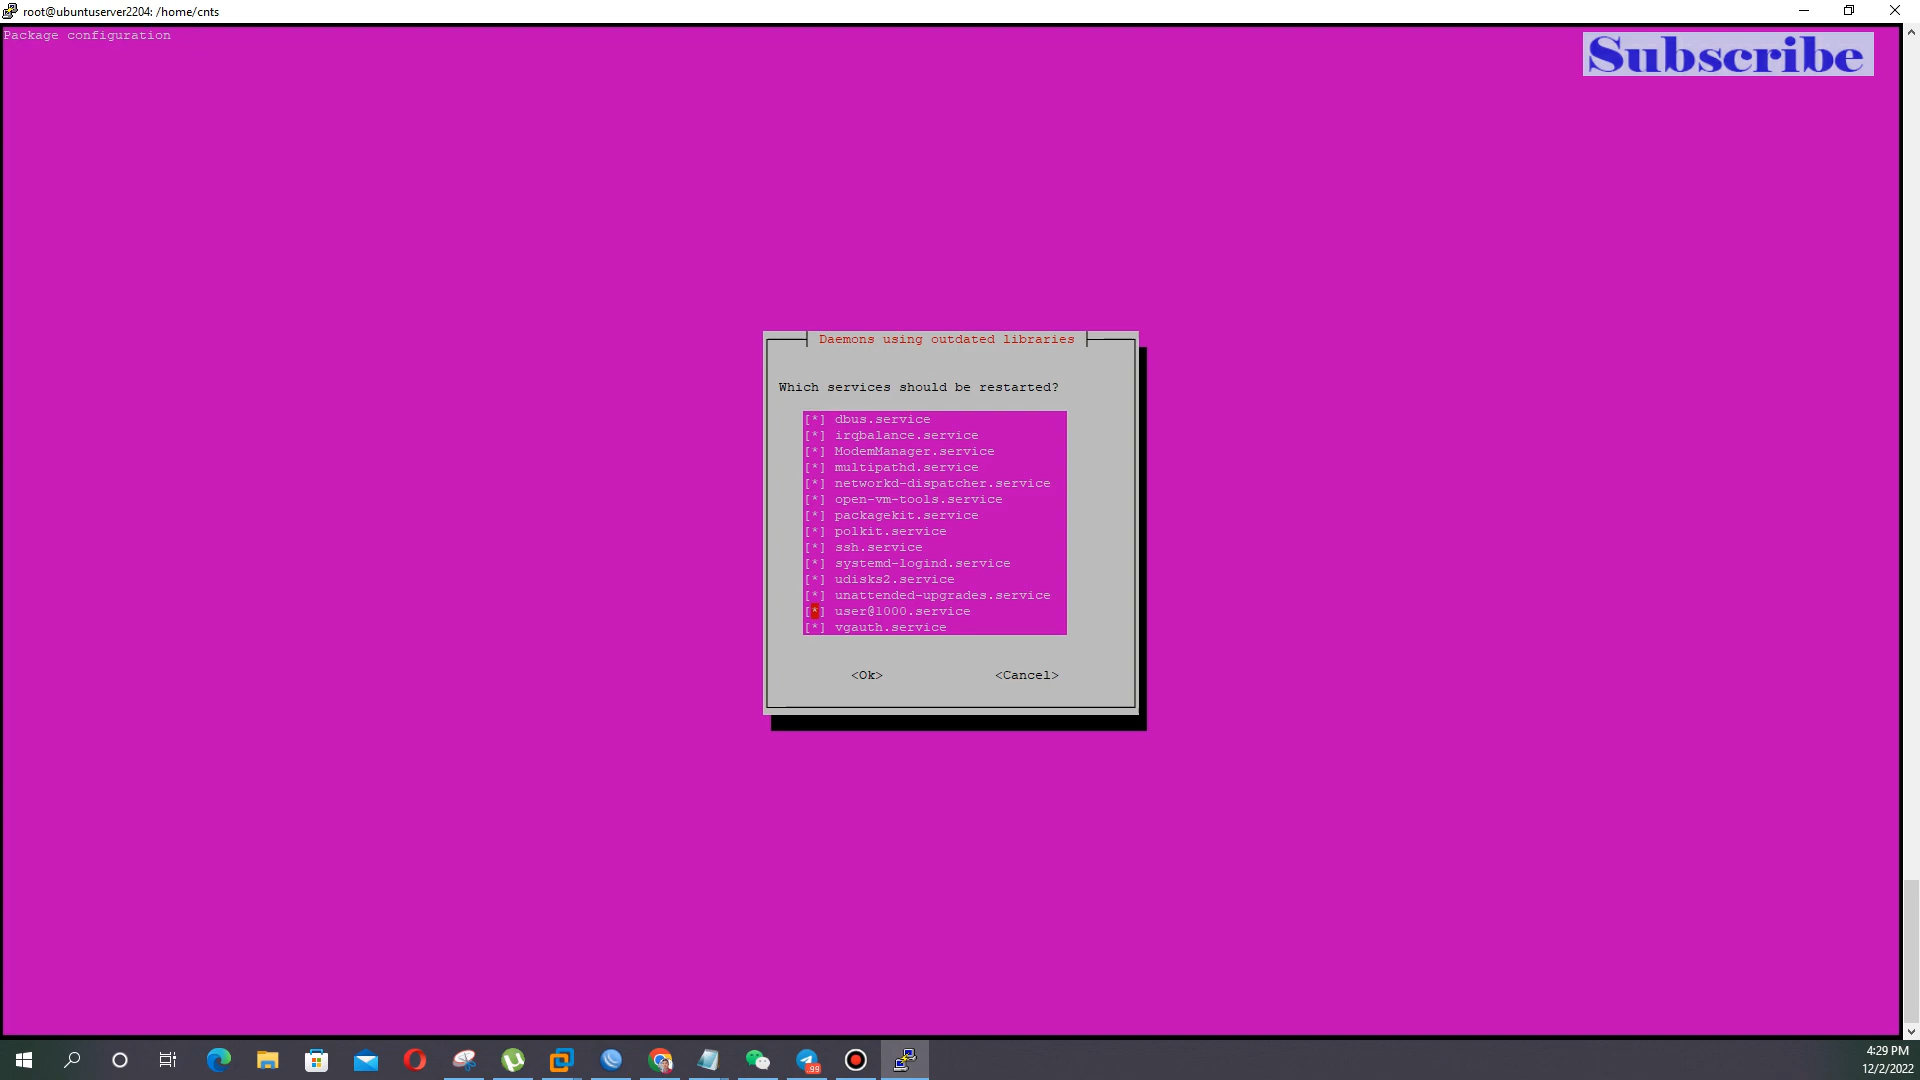 root@ubuntuserver2204: /home/cnts
Package configuration
Subscribe
Daemons using outdated libraries
Which services should be restarted?
[*] dbus.service
[*] irqbalance.service
[*] ModemManager.service
[*] multipathd.service
[*] networkd-dispatcher.service
[*] open-vm-tools.service
[*] packagekit.service
[*] polkit.service
[*] ssh.service
[*] systemd-logind.service
[*] udisks2.service
[*] unattended-upgrades.service
[*] user@1000.service
[*] vgauth.service
<Ok> <Cancel>
99
4:29 PM
12/2/2022